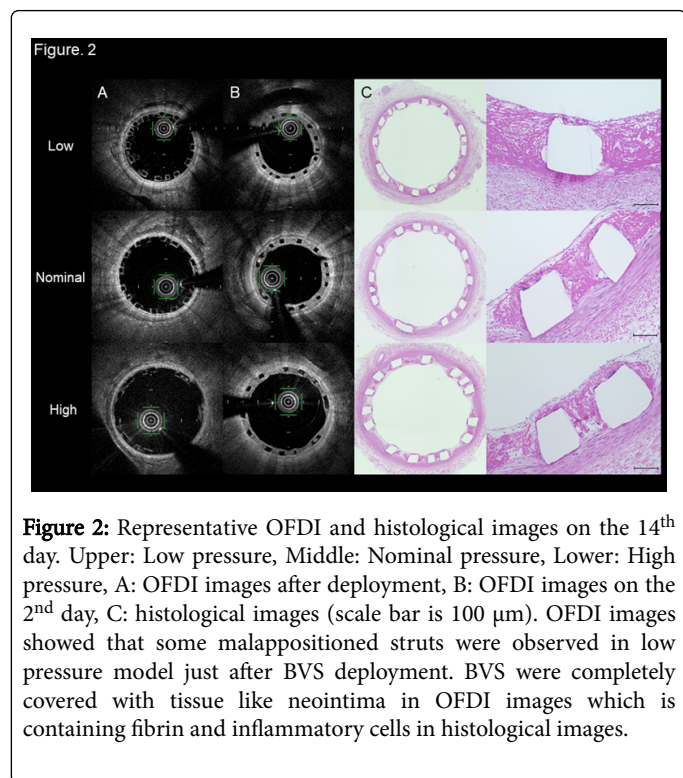 Figure. 2
A B C
Low
Nominal
High
Figure 2: Representative OFDI and histological images on the 14th
day. Upper: Low pressure, Middle: Nominal pressure, Lower: High
pressure, A: OFDI images after deployment, B: OFDI images on the
2nd day, C: histological images (scale bar is 100 μm). OFDI images
showed that some malappositioned struts were observed in low
pressure model just after BVS deployment. BVS were completely
covered with tissue like neointima in OFDI images which is
containing fibrin and inflammatory cells in histological images.